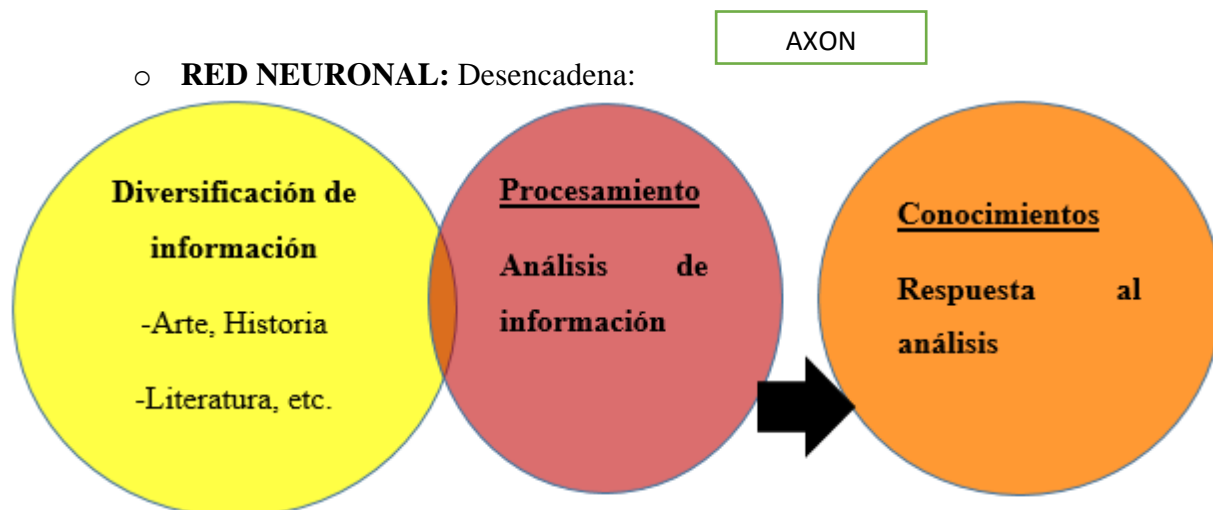 AXON
o RED NEURONAL: Desencadena:
Diversificación de
información
-Arte, Historia
-Literatura, etc.
Procesamiento
Análisis de
información
Conocimientos
Respuesta al
análisis